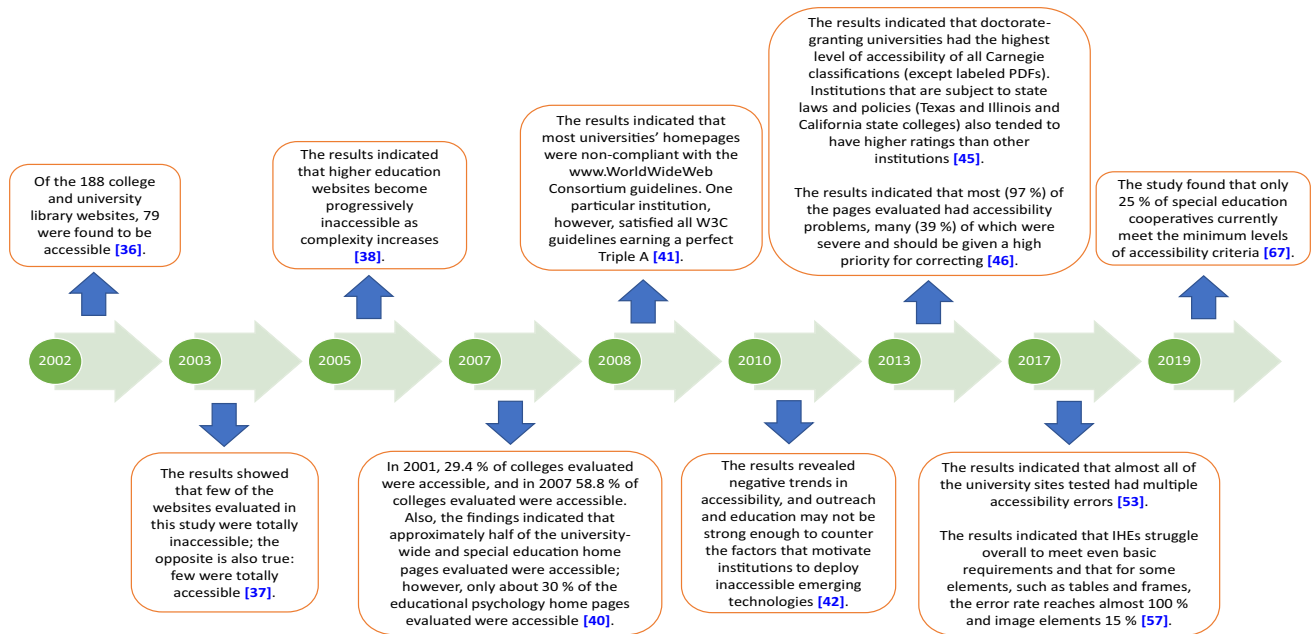 Of the 188 college
and university
library websites, 79
were found to be
accessible [36].
The results indicated
that higher education
websites become
progressively
inaccessible as
complexity increases
[38].
The results indicated that
most universities' homepages
were non-compliant with the
www.WorldWideWeb
Consortium guidelines. One
particular institution,
however, satisfied all W3C
guidelines earning a perfect
Triple A [41].
The results indicated that doctorate-
granting universities had the highest
level of accessibility of all Carnegie
classifications (except labeled PDFs).
Institutions that are subject to state
laws and policies (Texas and Illinois and
California state colleges) also tended to
have higher ratings than other
institutions [45].
The results indicated that most (97 %) of
the pages evaluated had accessibility
problems, many (39 %) of which were
severe and should be given a high
priority for correcting [46].
The study found that only
25 % of special education
cooperatives currently
meet the minimum levels
of accessibility criteria [67].
2002
2003
2005
2007
2008
2010
2013
2017
2019
The results showed
that few of the
websites evaluated in
this study were totally
inaccessible; the
opposite is also true:
few were totally
accessible [37].
In 2001, 29.4 % of colleges evaluated
were accessible, and in 2007 58.8 % of
colleges evaluated were accessible.
Also, the findings indicated that
approximately half of the university-
wide and special education home
pages evaluated were accessible;
however, only about 30 % of the
educational psychology home pages
evaluated were accessible [40].
The results revealed
negative trends in
accessibility, and outreach
and education may not be
strong enough to counter
the factors that motivate
institutions to deploy
inaccessible emerging
technologies [42].
The results indicated that almost all of
the university sites tested had multiple
accessibility errors [53].
The results indicated that IHEs struggle
overall to meet even basic
requirements and that for some
elements, such as tables and frames,
the error rate reaches almost 100 %
and image elements 15 % [57].